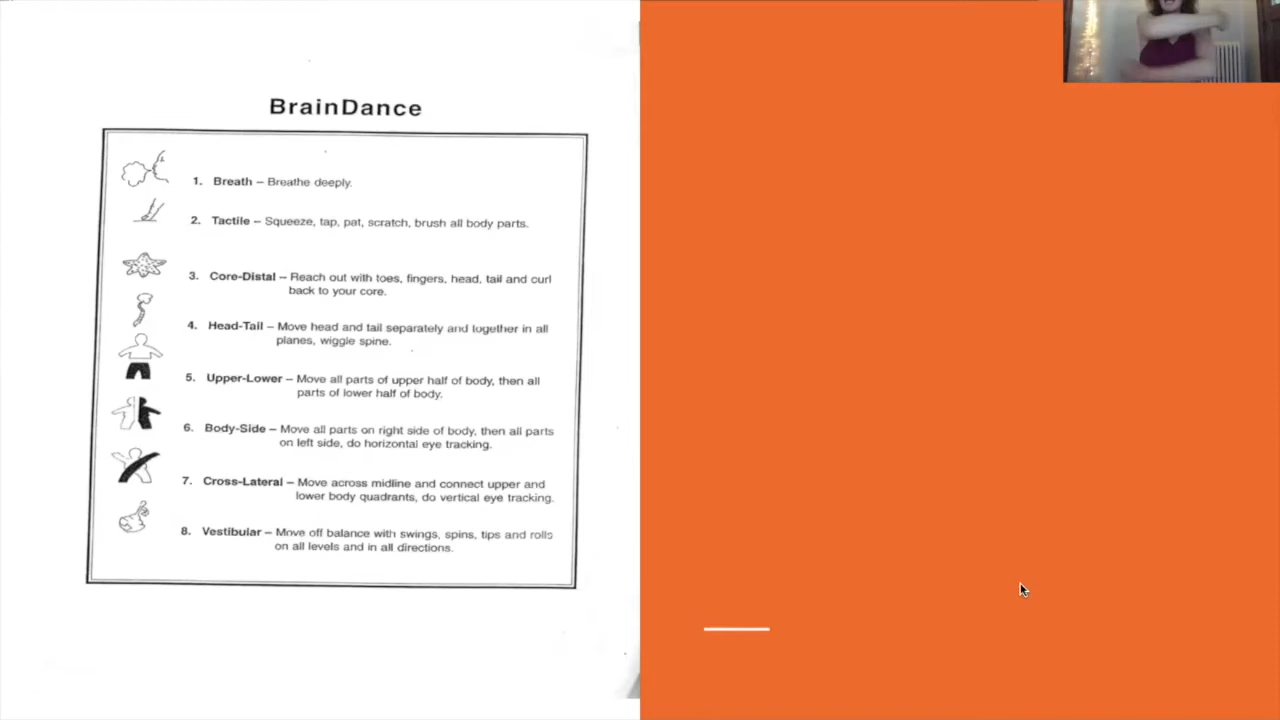 BrainDance
1. Breath – Breathe deeply.
2. Tactile – Squeeze, tap, pat, scratch, brush all body parts.
3. Core-Distal – Reach out with toes, fingers, head, tail and curl
back to your core.
4. Head-Tail – Move head and tail separately and together in all
planes, wiggle spine.
5. Upper-Lower – Move all parts of upper half of body, then all
parts of lower half of body.
6. Body-Side – Move all parts on right side of body, then all parts
on left side, do horizontal eye tracking.
7. Cross-Lateral – Move across midline and connect upper and
lower body quadrants, do vertical eye tracking.
8. Vestibular – Move off balance with swings, spins, tips and rolls
on all levels and in all directions.